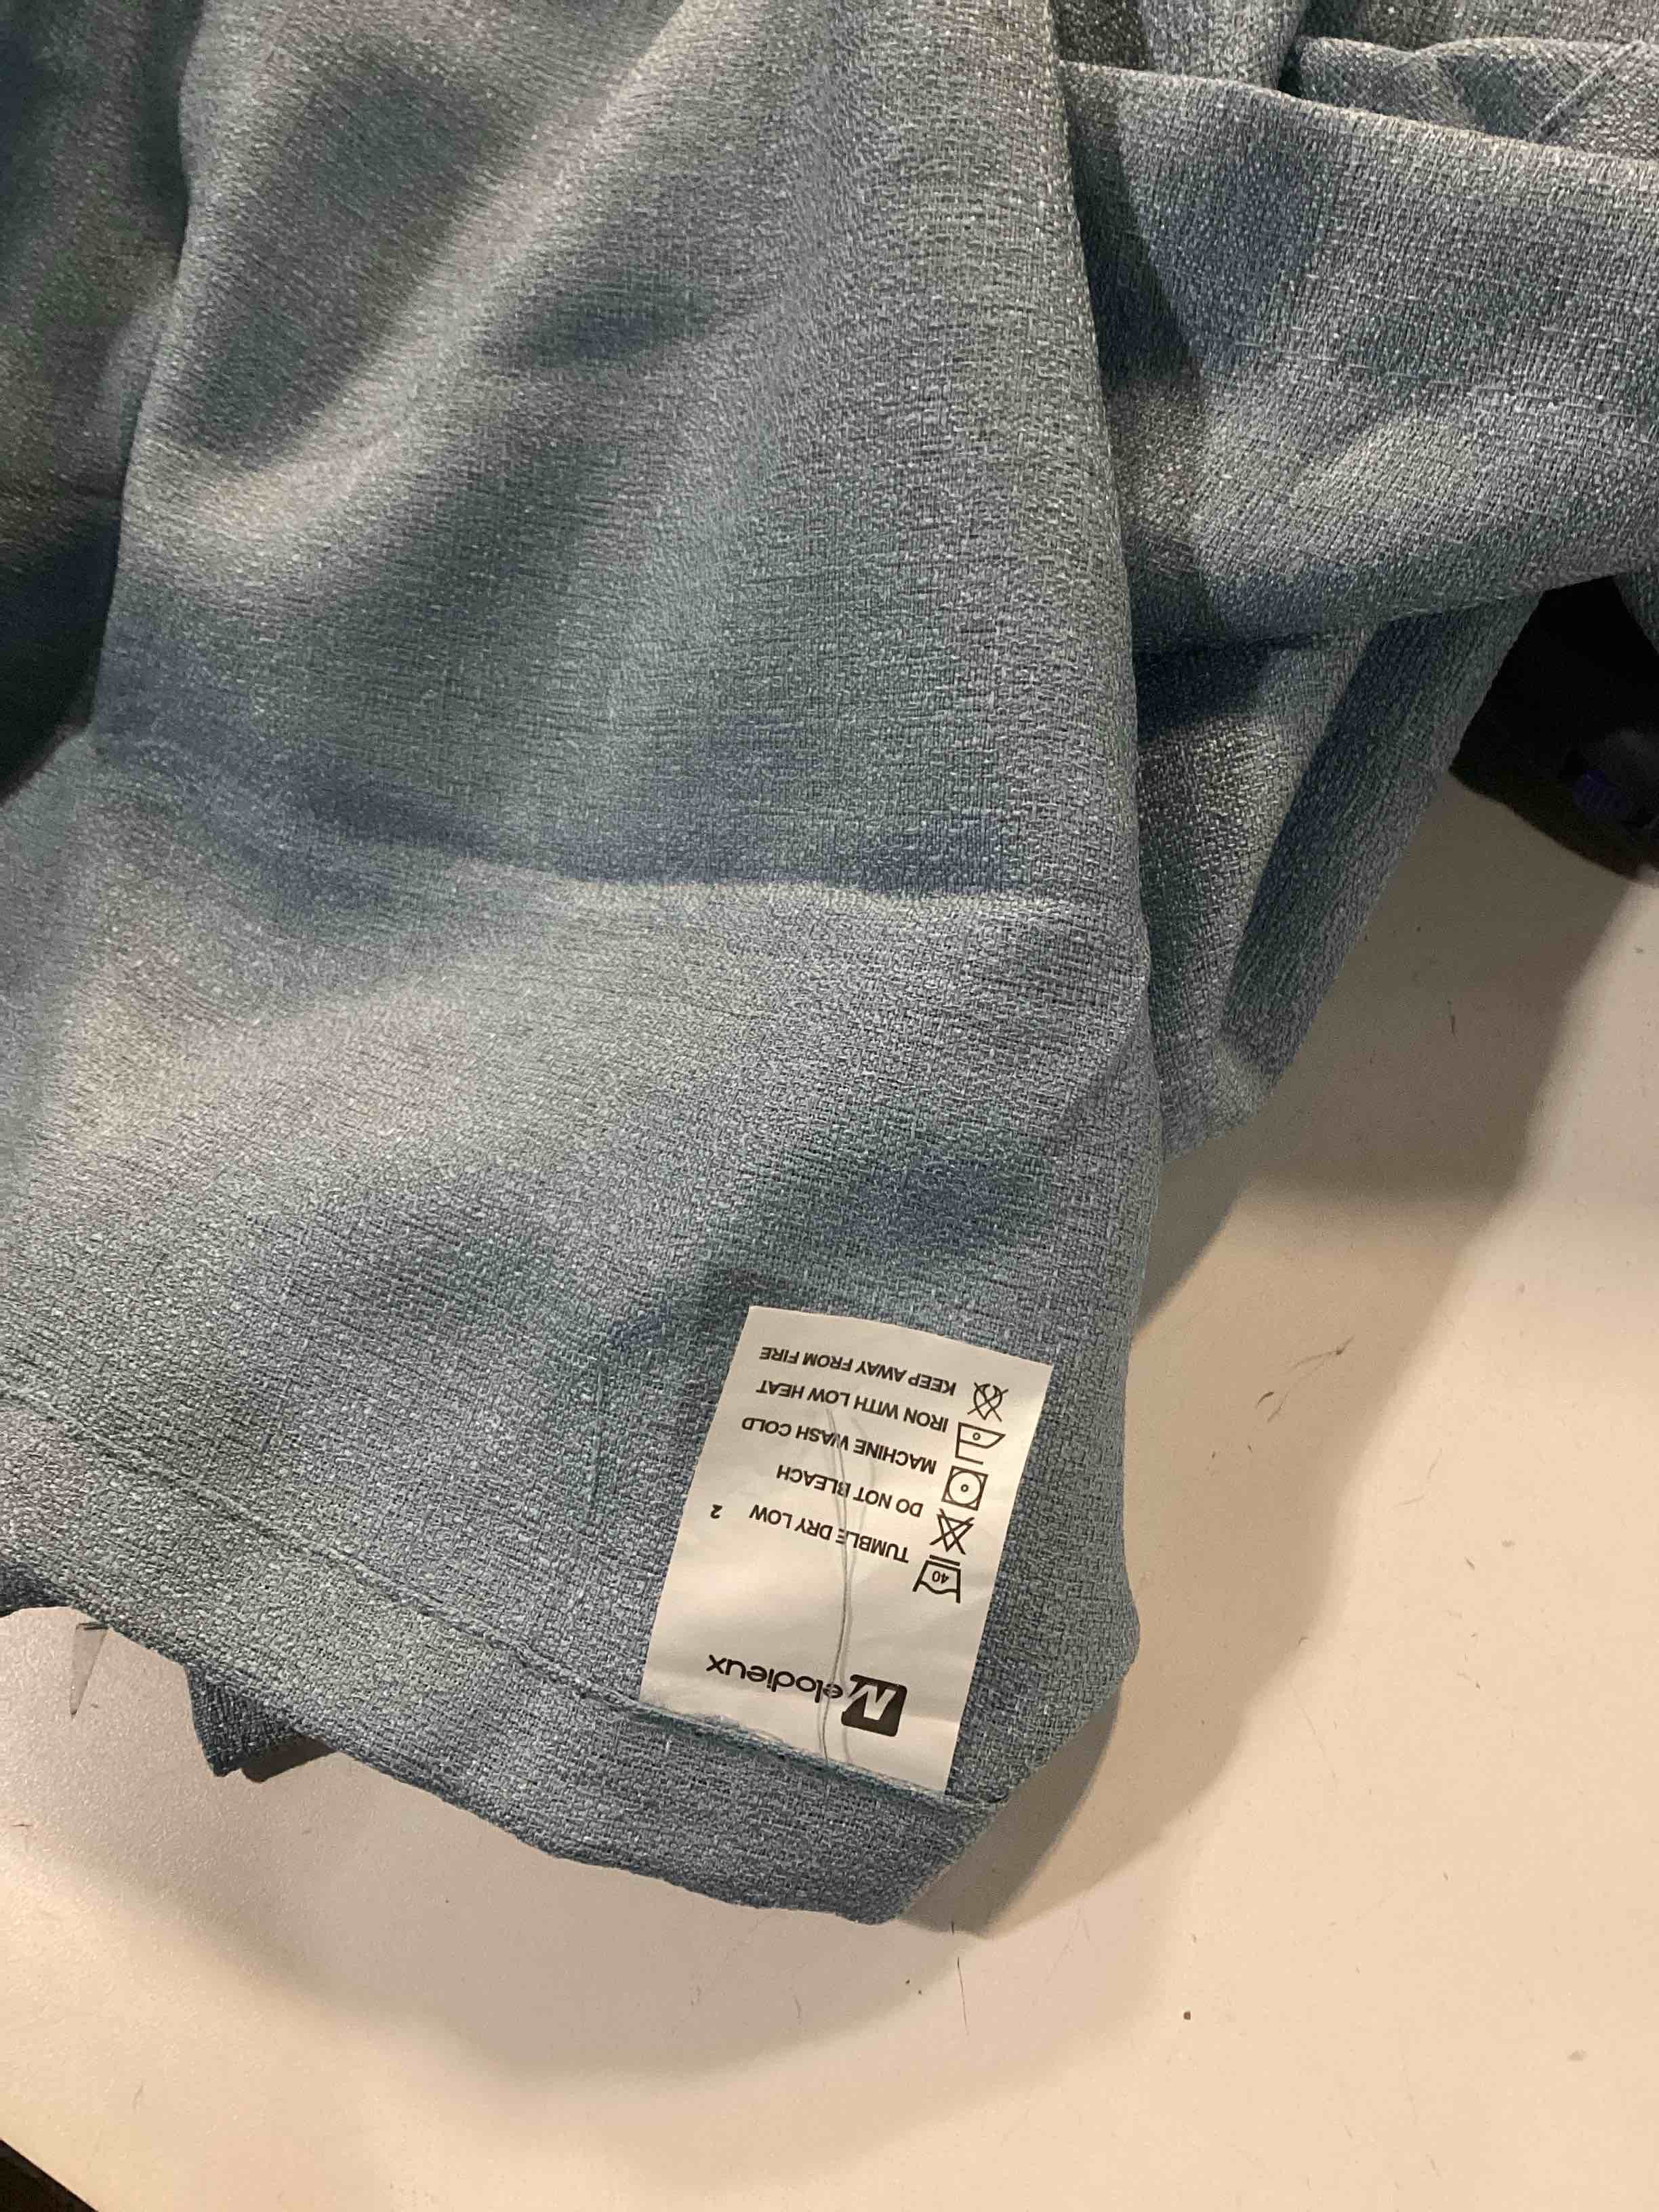 Melodieux
40 TUMBLE DRY LOW 2
DO NOT BLEACH
MACHINE WASH COLD
IRON WITH LOW HEAT
KEEP AWAY FROM FIRE